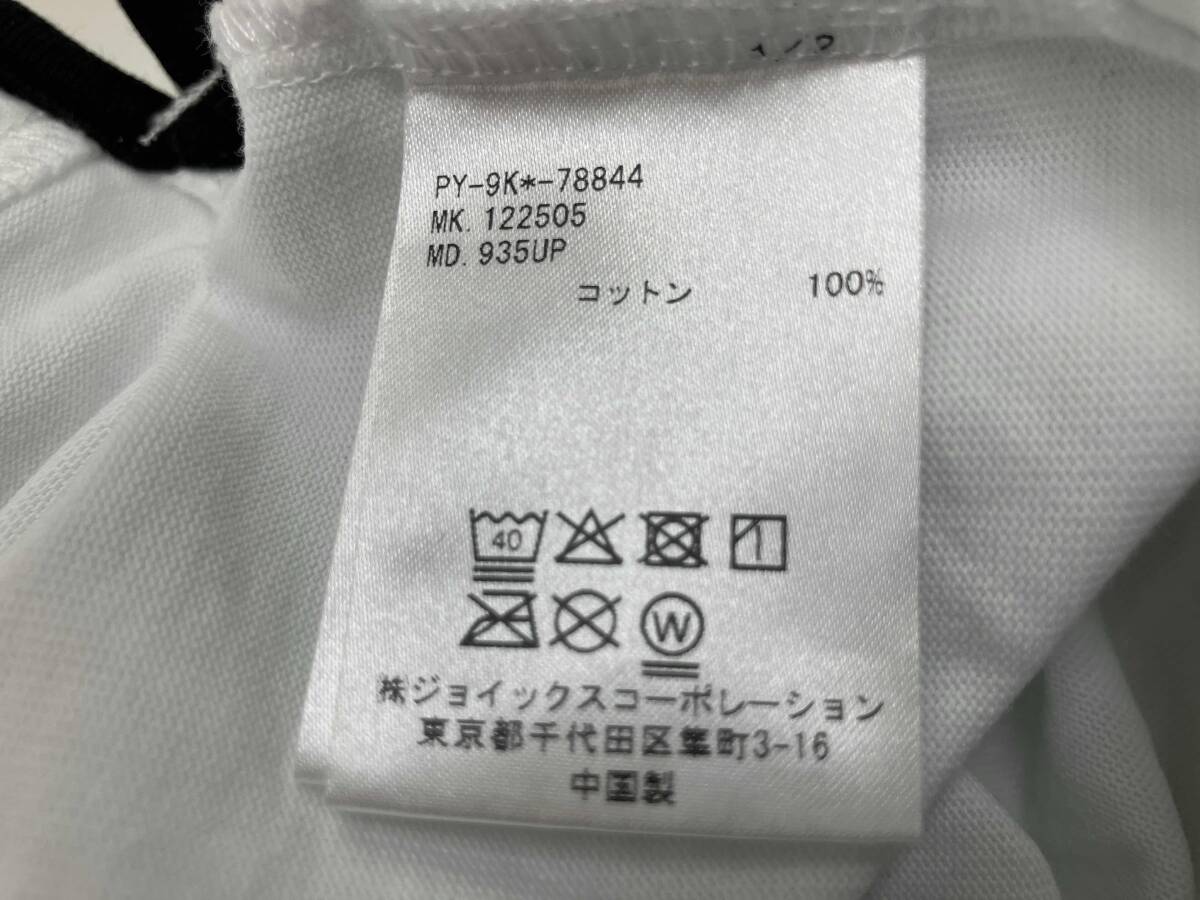 PY-9K*-78844
MK. 122505
MD. 935UP
コットン 100%
40
W
㈱ジョイックスコーポレーション
東京都千代田区隼町3-16
中国製